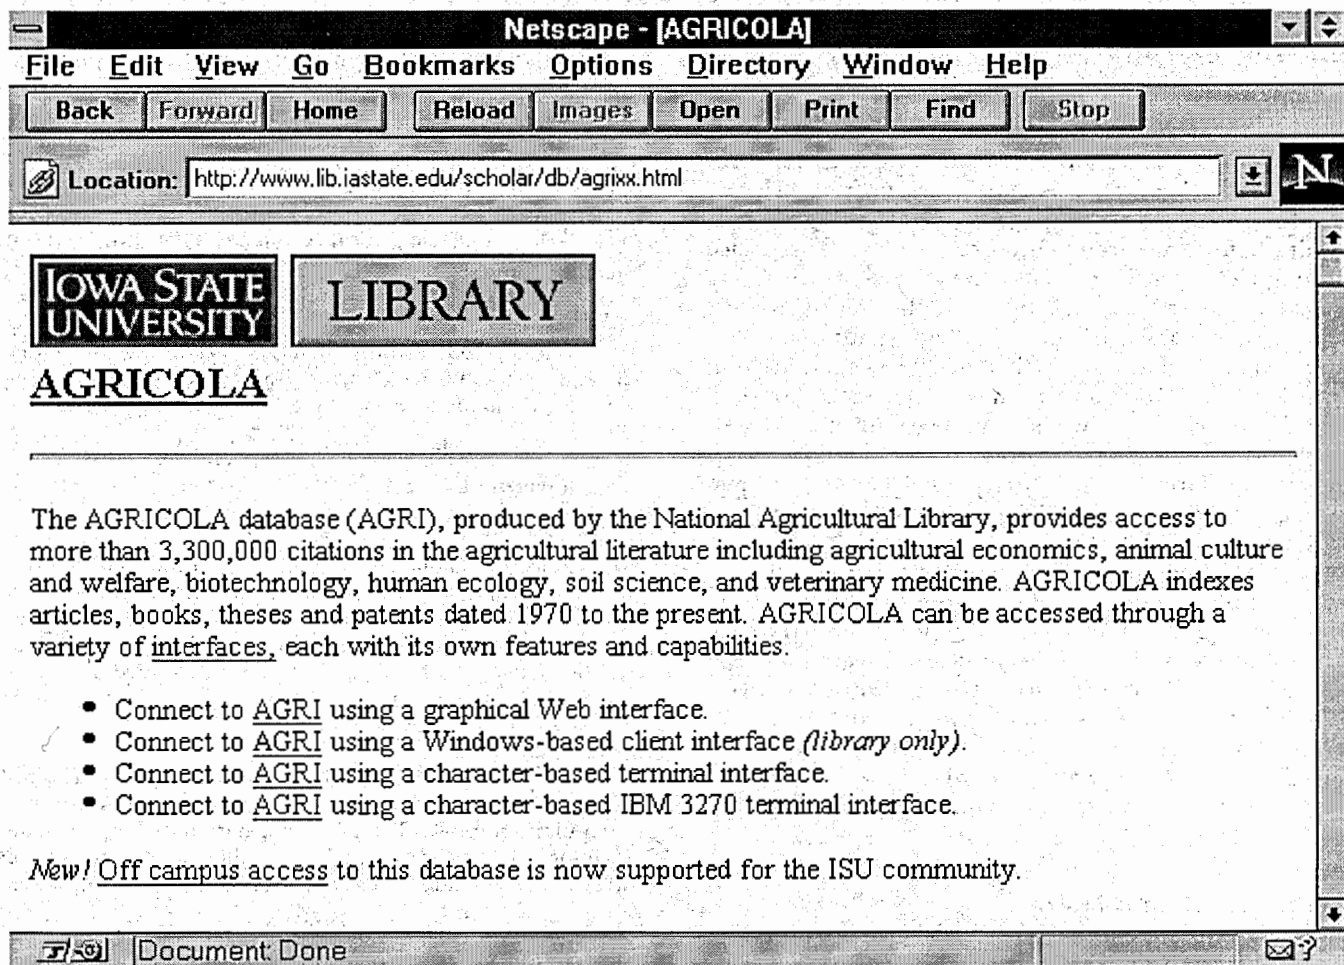 Netscape - [AGRICOLA]
File Edit View Go Bookmarks Options Directory Window Help
Back Forward Home Reload Images Open Print Find Stop
Location: http://www.lib.iastate.edu/scholar/db/agrixx.html
N
IOWA STATE
UNIVERSITY
LIBRARY
AGRICOLA
The AGRICOLA database (AGRI), produced by the National Agricultural Library, provides access to
more than 3,300,000 citations in the agricultural literature including agricultural economics, animal culture
and welfare, biotechnology, human ecology, soil science, and veterinary medicine. AGRICOLA indexes
articles, books, theses and patents dated 1970 to the present. AGRICOLA can be accessed through a
variety of interfaces, each with its own features and capabilities.
• Connect to AGRI using a graphical Web interface.
• Connect to AGRI using a Windows-based client interface (library only).
• Connect to AGRI using a character-based terminal interface.
• Connect to AGRI using a character-based IBM 3270 terminal interface.
New! Off campus access to this database is now supported for the ISU community.
Document: Done
?